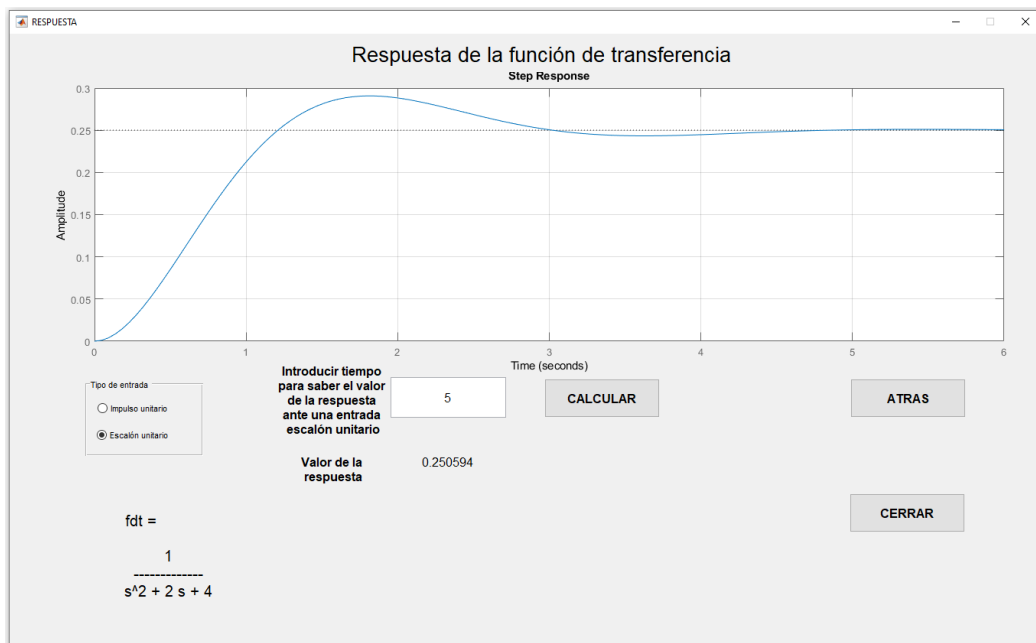 RESPUESTA
Respuesta de la función de transferencia
Step Response
0.3
0.25
0.2
0.15
0.1
0.05
0
Amplitude
0 1 2 3 4 5 6
Time (seconds)
Tipo de entrada
Impulso unitario
Escalón unitario
Introducir tiempo
para saber el valor
de la respuesta
ante una entrada
escalón unitario
5
CALCULAR
ATRAS
Valor de la
respuesta
0.250594
CERRAR
fdt =
1
-------------
s^2 + 2 s + 4